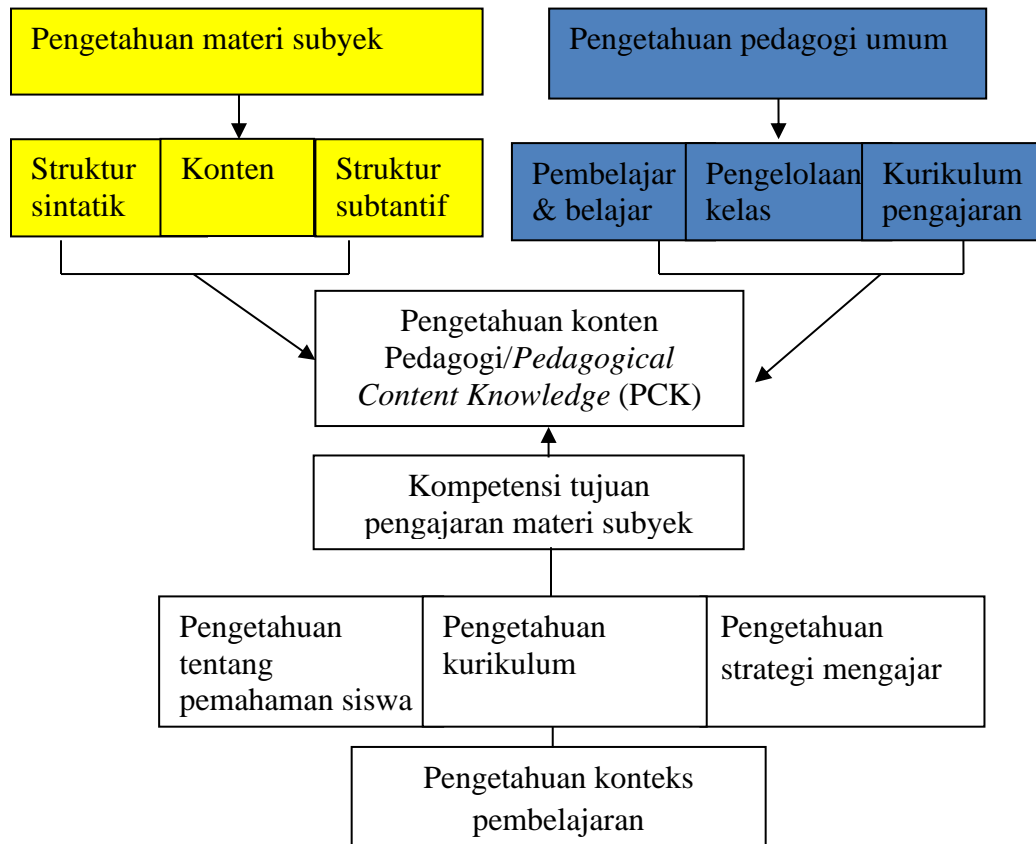 Pengetahuan materi subyek
Pengetahuan pedagogi umum
Struktur
sintatik
Konten
Struktur
subtantif
Pembelajar
& belajar
Pengelolaan
kelas
Kurikulum
pengajaran
Pengetahuan konten
Pedagogi/Pedagogical
Content Knowledge (PCK)
Kompetensi tujuan
pengajaran materi subyek
Pengetahuan
tentang
pemahaman siswa
Pengetahuan
kurikulum
Pengetahuan
strategi mengajar
Pengetahuan konteks
pembelajaran